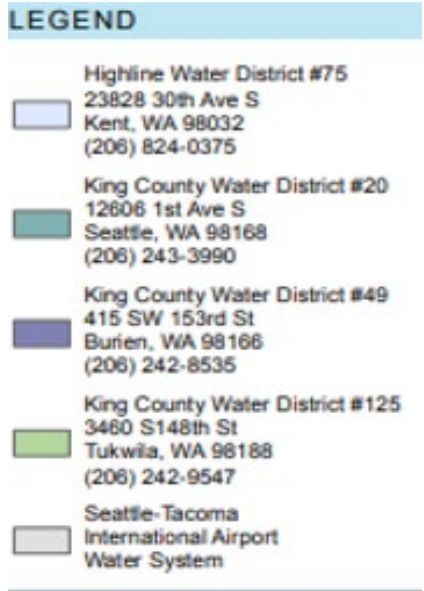 LEGEND
Highline Water District #75
23828 30th Ave S
Kent, WA 98032
(206) 824-0375
King County Water District #20
12606 1st Ave S
Seattle, WA 98168
(206) 243-3990
King County Water District #49
415 SW 153rd St
Burien, WA 98166
(206) 242-8535
King County Water District #125
3460 S148th St
Tukwila, WA 98188
(206) 242-9547
Seattle-Tacoma
International Airport
Water System